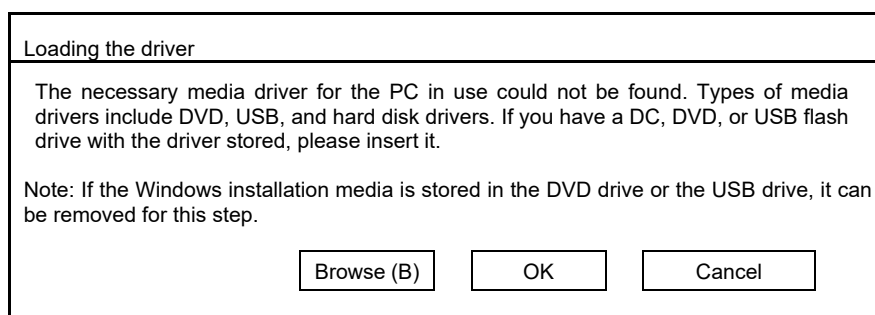 Loading the driver
The necessary media driver for the PC in use could not be found. Types of media
drivers include DVD, USB, and hard disk drivers. If you have a DC, DVD, or USB flash
drive with the driver stored, please insert it.
Note: If the Windows installation media is stored in the DVD drive or the USB drive, it can
be removed for this step.
Browse (B) OK Cancel